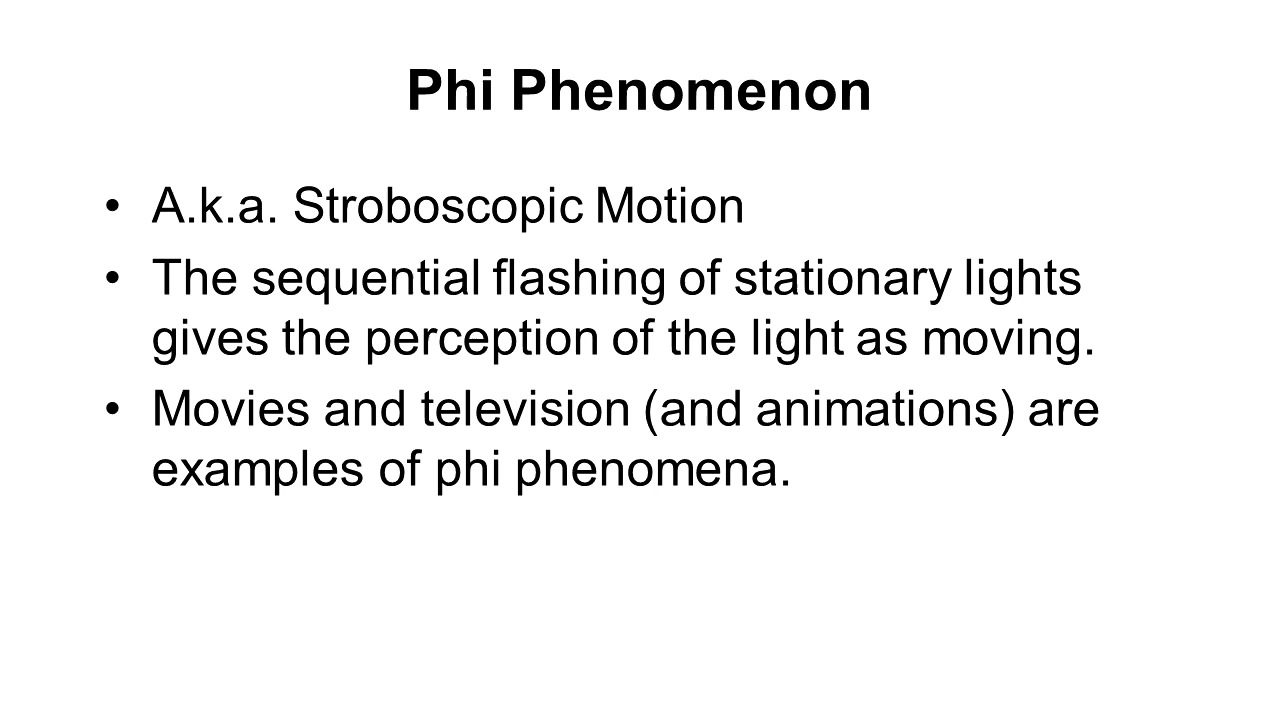 Phi Phenomenon
• A.k.a. Stroboscopic Motion
• The sequential flashing of stationary lights
gives the perception of the light as moving.
• Movies and television (and animations) are
examples of phi phenomena.